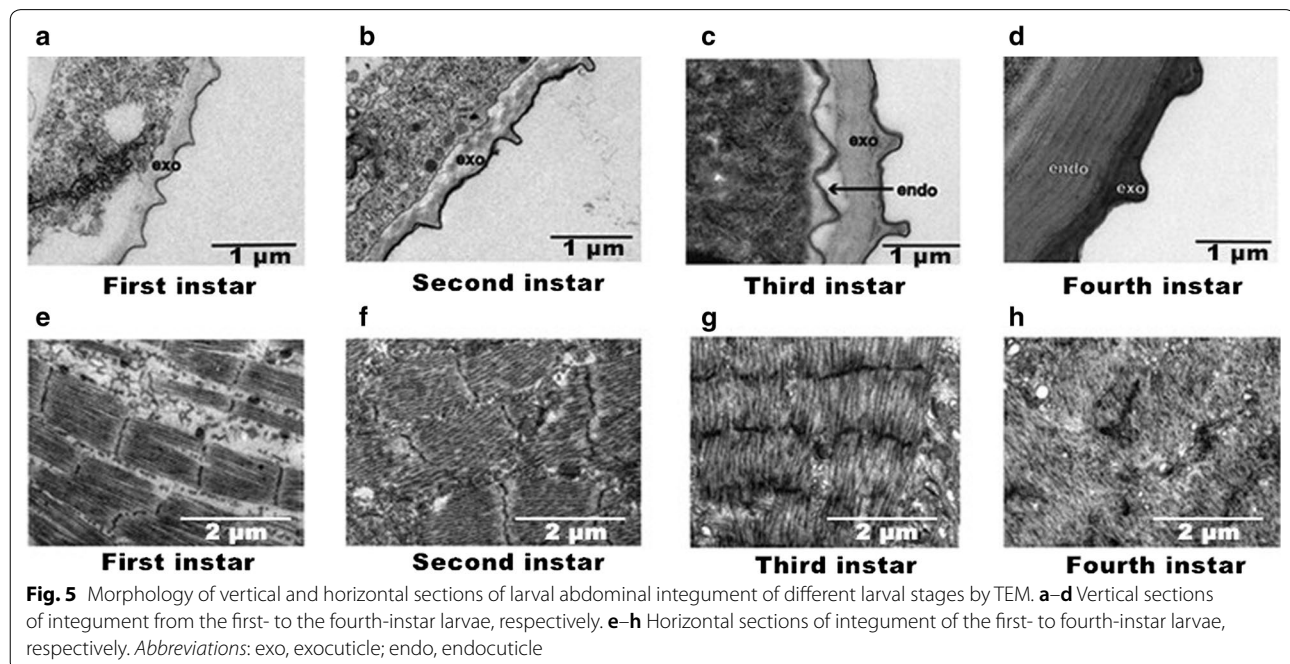 a b c d
exo
1 µm
First instar
exo
1 µm
Second instar
exo
endo
1 µm
Third instar
endo
exo
1 µm
Fourth instar
e f g h
2 µm
First instar
2 µm
Second instar
2 µm
Third instar
2 µm
Fourth instar
Fig. 5 Morphology of vertical and horizontal sections of larval abdominal integument of different larval stages by TEM. a–d Vertical sections
of integument from the first- to the fourth-instar larvae, respectively. e–h Horizontal sections of integument of the first- to fourth-instar larvae,
respectively. Abbreviations: exo, exocuticle; endo, endocuticle